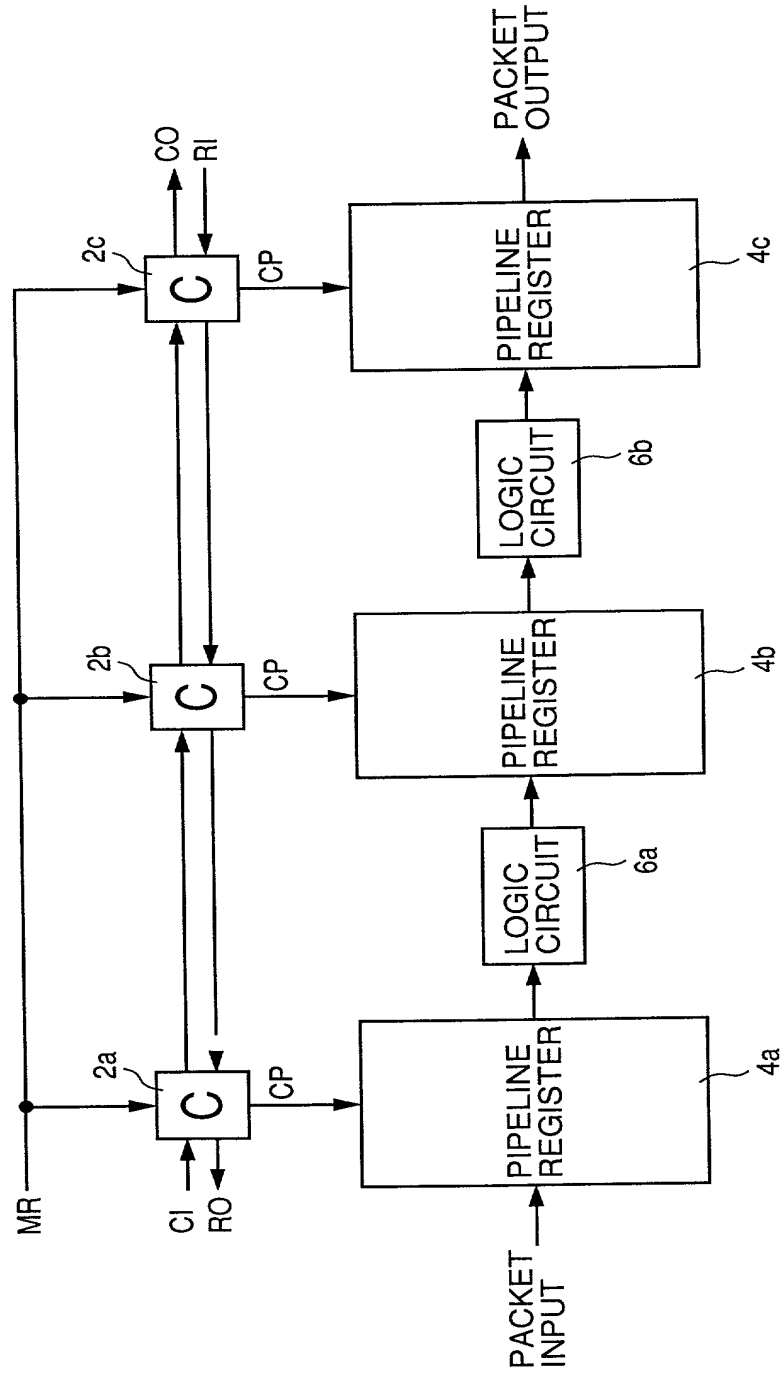 MR
2a
2b
2c
CI
RO
C
C
C
CO
RI
CP
CP
CP
PACKET
INPUT
PIPELINE
REGISTER
4a
LOGIC
CIRCUIT
6a
PIPELINE
REGISTER
4b
LOGIC
CIRCUIT
6b
PIPELINE
REGISTER
4c
PACKET
OUTPUT